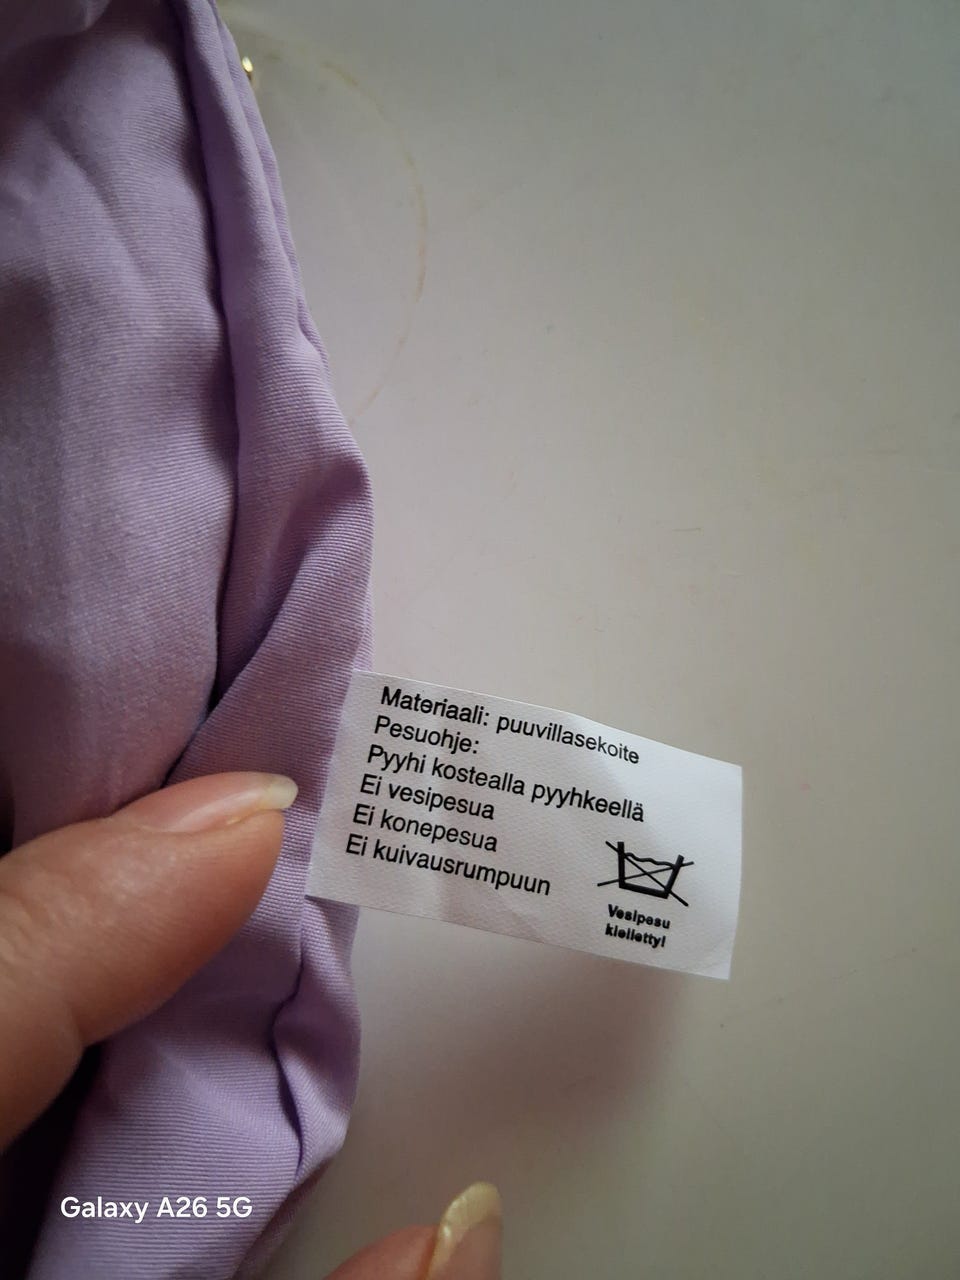 Materiaali: puuvillasekoite
Pesuohje:
Pyyhi kostealla pyyhkeellä
Ei vesipesua
Ei konepesua
Ei kuivausrumpuun
Vesipesu
kielletty!
Galaxy A26 5G